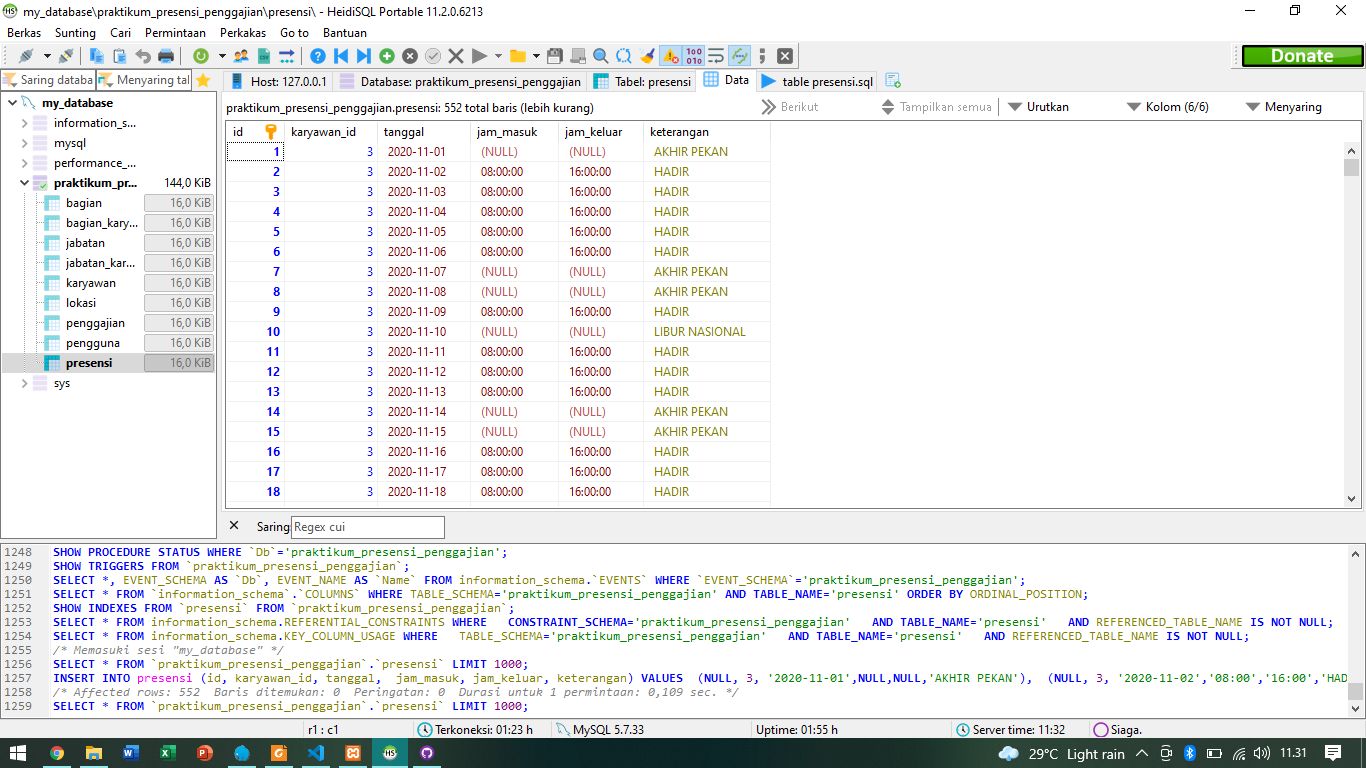 my_database\praktikum_presensi_penggajian\presensi\ - HeidiSQL Portable 11.2.0.6213
Berkas Sunting Cari Permintaan Perkakas Go to Bantuan
Donate
Saring databa Menyaring tal
Host: 127.0.0.1 Database: praktikum_presensi_penggajian Tabel: presensi Data table presensi.sql
my_database
information_s...
mysql
performance_...
praktikum_pr... 144,0 KiB
bagian 16,0 KiB
bagian_kary... 16,0 KiB
jabatan 16,0 KiB
jabatan_kar... 16,0 KiB
karyawan 16,0 KiB
lokasi 16,0 KiB
penggajian 16,0 KiB
pengguna 16,0 KiB
presensi 16,0 KiB
sys
praktikum_presensi_penggajian.presensi: 552 total baris (lebih kurang)
Berikut Tampilkan semua Urutkan Kolom (6/6) Menyaring
id karyawan_id tanggal jam_masuk jam_keluar keterangan
1 3 2020-11-01 (NULL) (NULL) AKHIR PEKAN
2 3 2020-11-02 08:00:00 16:00:00 HADIR
3 3 2020-11-03 08:00:00 16:00:00 HADIR
4 3 2020-11-04 08:00:00 16:00:00 HADIR
5 3 2020-11-05 08:00:00 16:00:00 HADIR
6 3 2020-11-06 08:00:00 16:00:00 HADIR
7 3 2020-11-07 (NULL) (NULL) AKHIR PEKAN
8 3 2020-11-08 (NULL) (NULL) AKHIR PEKAN
9 3 2020-11-09 08:00:00 16:00:00 HADIR
10 3 2020-11-10 (NULL) (NULL) LIBUR NASIONAL
11 3 2020-11-11 08:00:00 16:00:00 HADIR
12 3 2020-11-12 08:00:00 16:00:00 HADIR
13 3 2020-11-13 08:00:00 16:00:00 HADIR
14 3 2020-11-14 (NULL) (NULL) AKHIR PEKAN
15 3 2020-11-15 (NULL) (NULL) AKHIR PEKAN
16 3 2020-11-16 08:00:00 16:00:00 HADIR
17 3 2020-11-17 08:00:00 16:00:00 HADIR
18 3 2020-11-18 08:00:00 16:00:00 HADIR
Saring: Regex cui
1248 SHOW PROCEDURE STATUS WHERE `Db`='praktikum_presensi_penggajian';
1249 SHOW TRIGGERS FROM `praktikum_presensi_penggajian`;
1250 SELECT *, EVENT_SCHEMA AS `Db`, EVENT_NAME AS `Name` FROM information_schema.`EVENTS` WHERE `EVENT_SCHEMA`='praktikum_presensi_penggajian';
1251 SELECT * FROM `information_schema`.`COLUMNS` WHERE TABLE_SCHEMA='praktikum_presensi_penggajian' AND TABLE_NAME='presensi' ORDER BY ORDINAL_POSITION;
1252 SHOW INDEXES FROM `presensi` FROM `praktikum_presensi_penggajian`;
1253 SELECT * FROM information_schema.REFERENTIAL_CONSTRAINTS WHERE CONSTRAINT_SCHEMA='praktikum_presensi_penggajian' AND TABLE_NAME='presensi' AND REFERENCED_TABLE_NAME IS NOT NULL;
1254 SELECT * FROM information_schema.KEY_COLUMN_USAGE WHERE TABLE_SCHEMA='praktikum_presensi_penggajian' AND TABLE_NAME='presensi' AND REFERENCED_TABLE_NAME IS NOT NULL;
1255 /* Memasuki sesi "my_database" */
1256 SELECT * FROM `praktikum_presensi_penggajian`.`presensi` LIMIT 1000;
1257 INSERT INTO presensi (id, karyawan_id, tanggal, jam_masuk, jam_keluar, keterangan) VALUES (NULL, 3, '2020-11-01',NULL,NULL,'AKHIR PEKAN'), (NULL, 3, '2020-11-02','08:00','16:00','HAD
1258 /* Affected rows: 552 Baris ditemukan: 0 Peringatan: 0 Durasi untuk 1 permintaan: 0,109 sec. */
1259 SELECT * FROM `praktikum_presensi_penggajian`.`presensi` LIMIT 1000;
r1 : c1 Terkoneksi: 01:23 h MySQL 5.7.33 Uptime: 01:55 h Server time: 11:32 Siaga.
29°C Light rain 11.31